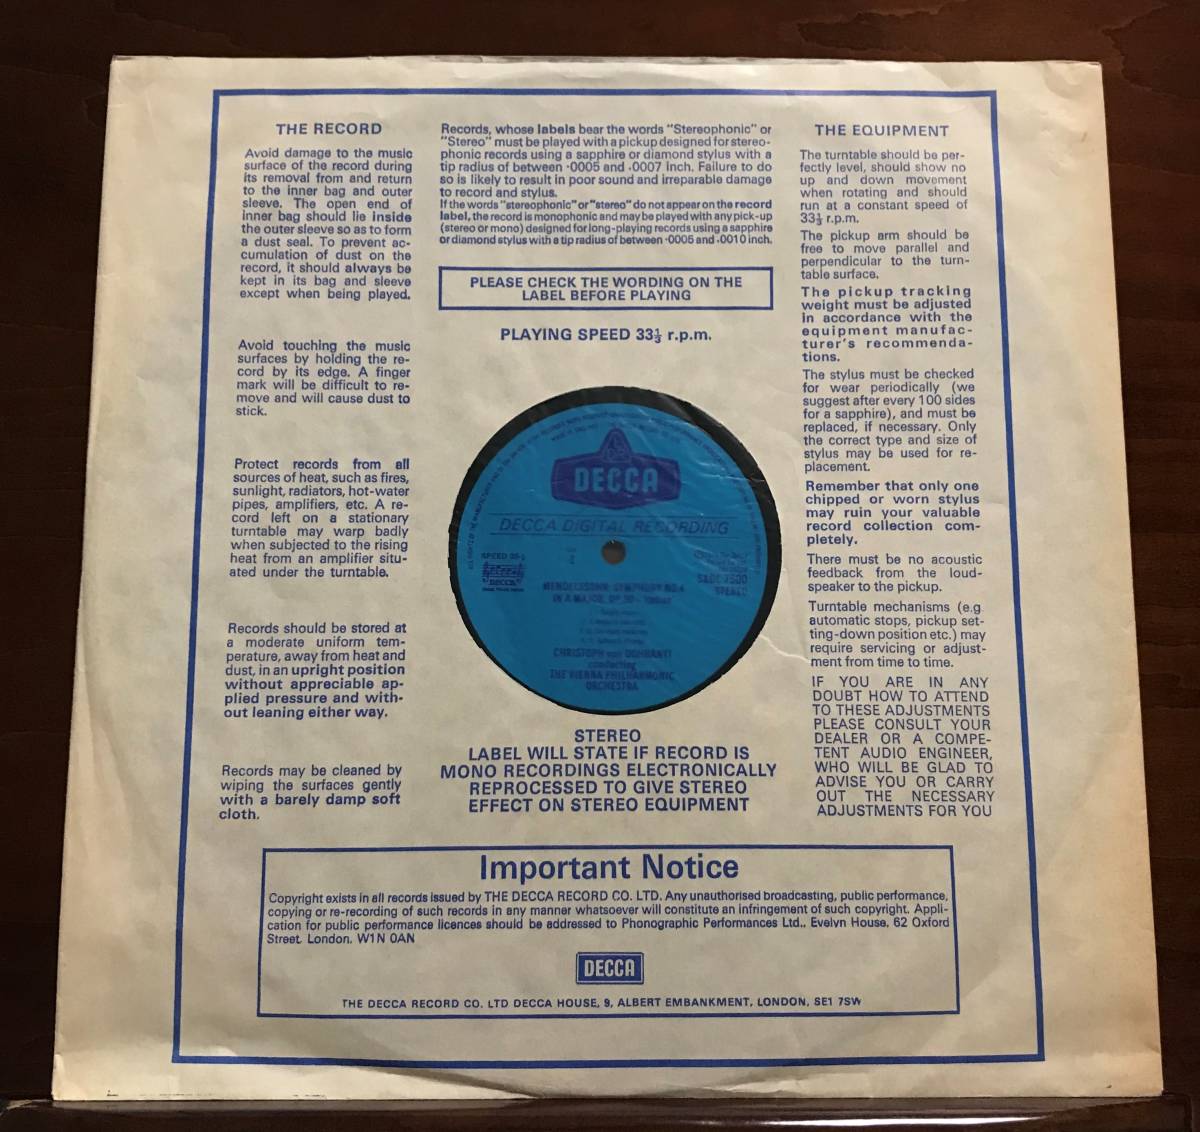 THE RECORD
Avoid damage to the music
surface of the record during
its removal from and return
to the inner bag and outer
sleeve. The open end of
inner bag should lie inside
the outer sleeve so as to form
a dust seal. To prevent ac-
cumulation of dust on the
record, it should always be
kept in its bag and sleeve
except when being played.
Avoid touching the music
surfaces by holding the re-
cord by its edge. A finger
mark will be difficult to re-
move and will cause dust to
stick.
Protect records from all
sources of heat, such as fires,
sunlight, radiators, hot-water
pipes, amplifiers, etc. A re-
cord left on a stationary
turntable may warp badly
when subjected to the rising
heat from an amplifier situ-
ated under the turntable.
Records should be stored at
a moderate uniform tem-
perature, away from heat and
dust, in an upright position
without appreciable ap-
plied pressure and with-
out leaning either way.
Records may be cleaned by
wiping the surfaces gently
with a barely damp soft
cloth.
Records, whose labels bear the words "Stereophonic" or
"Stereo" must be played with a pickup designed for stereo-
phonic records using a sapphire or diamond stylus with a
tip radius of between ·0005 and ·0007 inch. Failure to do
so is likely to result in poor sound and irreparable damage
to record and stylus.
If the words "stereophonic" or "stereo" do not appear on the record
label, the record is monophonic and may be played with any pick-up
(stereo or mono) designed for long-playing records using a sapphire
or diamond stylus with a tip radius of between ·0005 and ·0010 inch.
PLEASE CHECK THE WORDING ON THE
LABEL BEFORE PLAYING
PLAYING SPEED 33⅓ r.p.m.
DECCA
DECCA DIGITAL RECORDING
SPEED 33⅓
DECCA
SXDL 7500
STEREO
MENDELSSOHN: SYMPHONY NO.4
IN A MAJOR, OP.90
CHRISTOPH von DOHNANYI
conducting
THE VIENNA PHILHARMONIC
ORCHESTRA
STEREO
LABEL WILL STATE IF RECORD IS
MONO RECORDINGS ELECTRONICALLY
REPROCESSED TO GIVE STEREO
EFFECT ON STEREO EQUIPMENT
THE EQUIPMENT
The turntable should be per-
fectly level, should show no
up and down movement
when rotating and should
run at a constant speed of
33⅓ r.p.m.
The pickup arm should be
free to move parallel and
perpendicular to the turn-
table surface.
The pickup tracking
weight must be adjusted
in accordance with the
equipment manufac-
turer's recommenda-
tions.
The stylus must be checked
for wear periodically (we
suggest after every 100 sides
for a sapphire), and must be
replaced, if necessary. Only
the correct type and size of
stylus may be used for re-
placement.
Remember that only one
chipped or worn stylus
may ruin your valuable
record collection com-
pletely.
There must be no acoustic
feedback from the loud-
speaker to the pickup.
Turntable mechanisms (e.g
automatic stops, pickup set-
ting-down position etc.) may
require servicing or adjust-
ment from time to time.
IF YOU ARE IN ANY
DOUBT HOW TO ATTEND
TO THESE ADJUSTMENTS
PLEASE CONSULT YOUR
DEALER OR A COMPE-
TENT AUDIO ENGINEER,
WHO WILL BE GLAD TO
ADVISE YOU OR CARRY
OUT THE NECESSARY
ADJUSTMENTS FOR YOU
Important Notice
Copyright exists in all records issued by THE DECCA RECORD CO. LTD. Any unauthorised broadcasting, public performance,
copying or re-recording of such records in any manner whatsoever will constitute an infringement of such copyright. Appli-
cation for public performance licences should be addressed to Phonographic Performances Ltd., Evelyn House, 62 Oxford
Street. London. W1N 0AN
DECCA
THE DECCA RECORD CO. LTD DECCA HOUSE, 9, ALBERT EMBANKMENT, LONDON, SE1 7SW